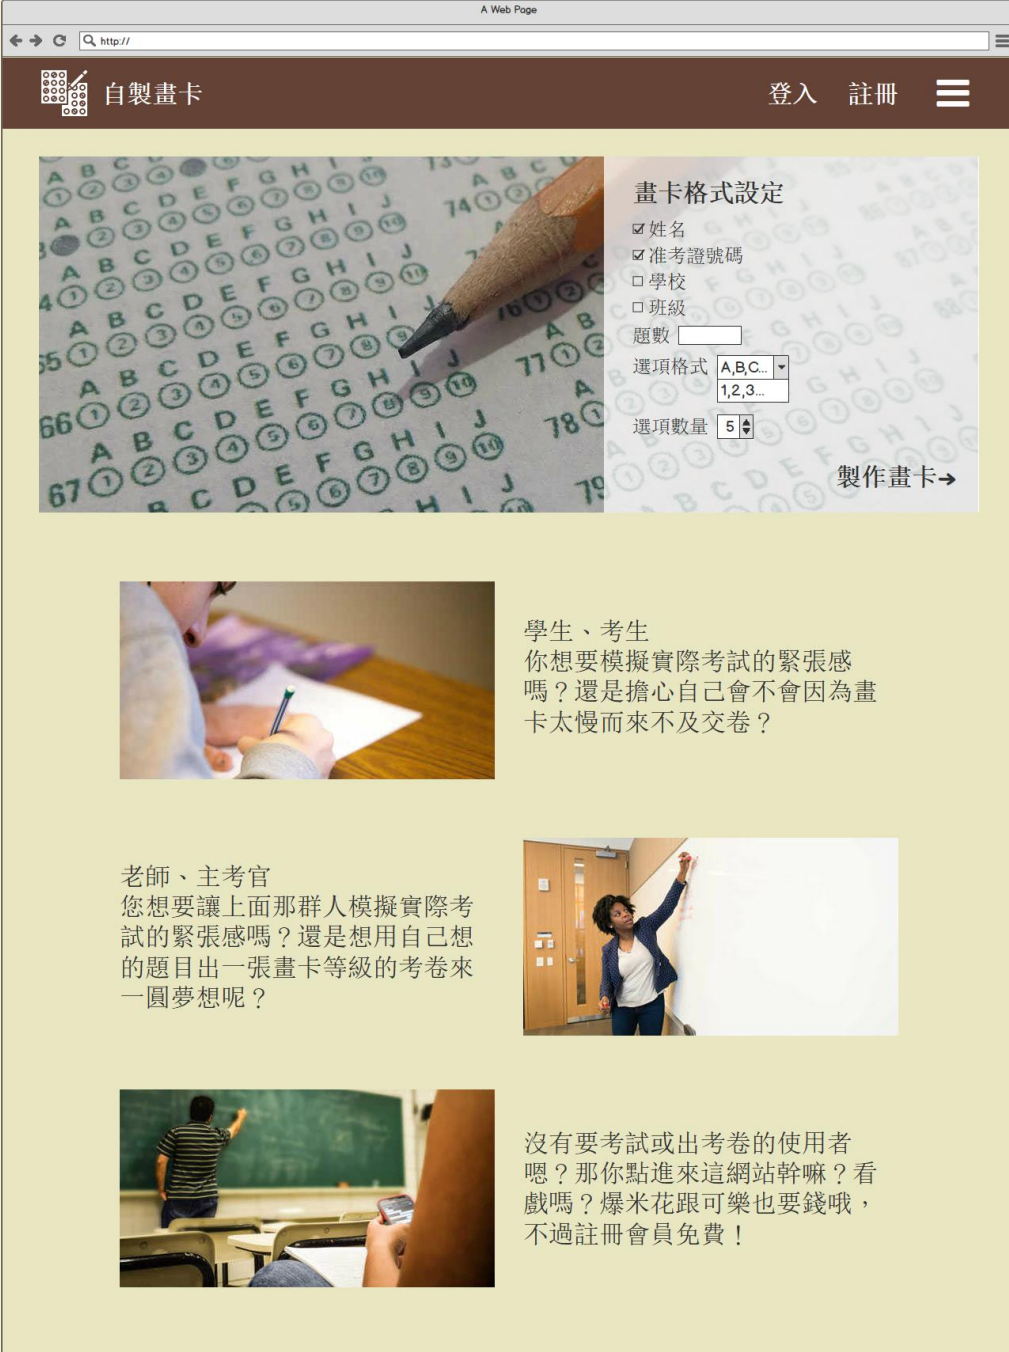 A Web Page
http://
自製畫卡
登入 註冊
畫卡格式設定
姓名
准考證號碼
學校
班級
題數
選項格式 A,B,C...
1,2,3...
選項數量 5
製作畫卡
學生、考生
你想要模擬實際考試的緊張感
嗎？還是擔心自己會不會因為畫
卡太慢而來不及交卷？
老師、主考官
您想要讓上面那群人模擬實際考
試的緊張感嗎？還是想用自己想
的題目出一張畫卡等級的考卷來
一圓夢想呢？
沒有要考試或出考卷的使用者
嗯？那你點進來這網站幹嘛？看
戲嗎？爆米花跟可樂也要錢哦，
不過註冊會員免費！